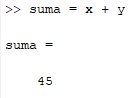 >> suma = x + y
suma =
45